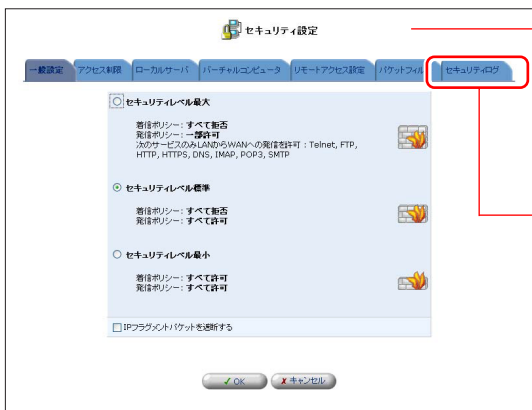 セキュリティ設定
一般設定 アクセス制限 ローカルサーバ バーチャルコンピュータ リモートアクセス設定 パケットフィル セキュリティログ
セキュリティレベル最大
着信ポリシー: すべて拒否
発信ポリシー: 一部許可
次のサービスのみLANからWANへの発信を許可 : Telnet, FTP,
HTTP, HTTPS, DNS, IMAP, POP3, SMTP
セキュリティレベル標準
着信ポリシー: すべて拒否
発信ポリシー: すべて許可
セキュリティレベル最小
着信ポリシー: すべて許可
発信ポリシー: すべて許可
IPフラグメントパケットを遮断する
OK キャンセル